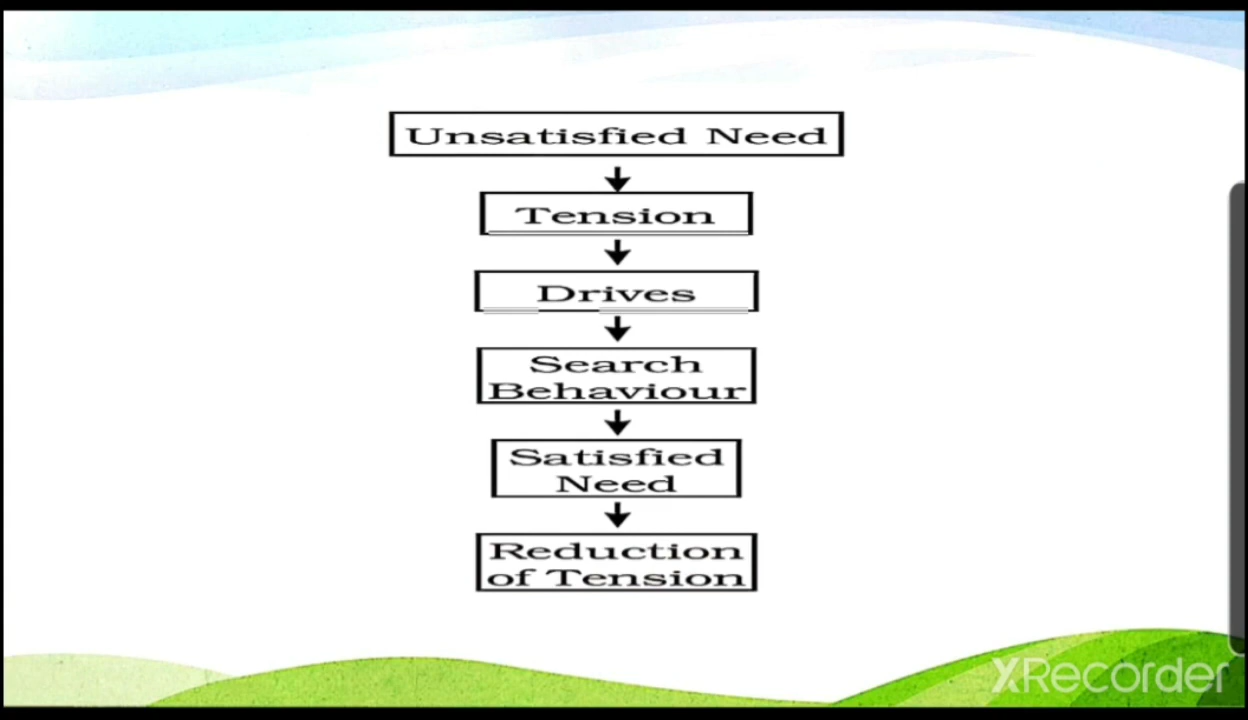 Unsatisfied Need
Tension
Drives
Search
Behaviour
Satisfied
Need
Reduction
of Tension
XRecorder